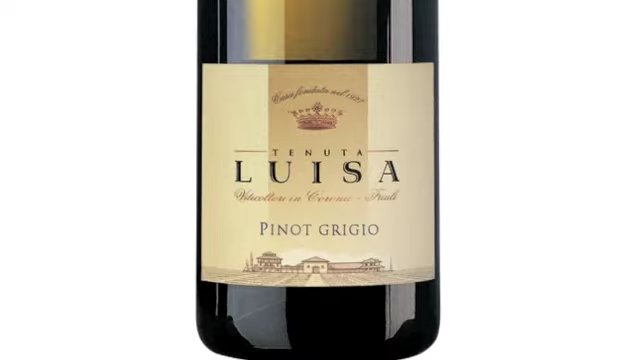 Casa fondata nel 1927
TENUTA
LUISA
Viticoltori in Corona - Friuli
PINOT GRIGIO